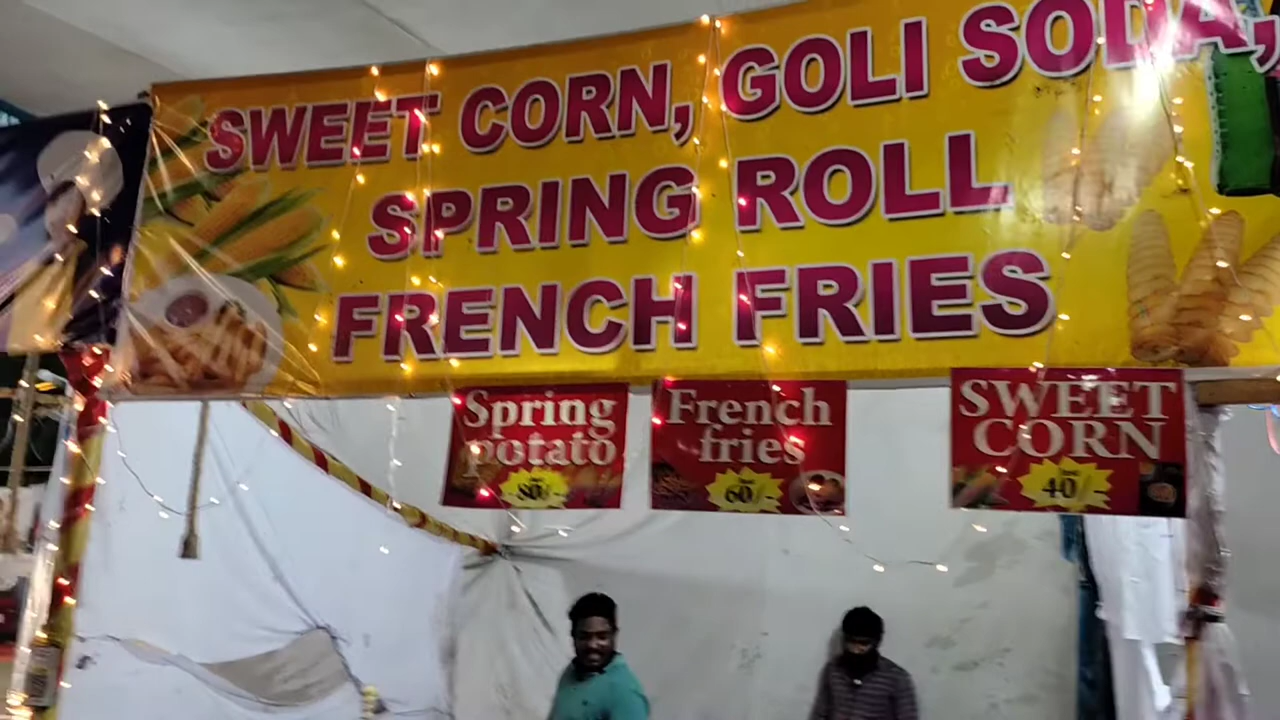 SWEET CORN, GOLI SODA,
SPRING ROLL
FRENCH FRIES
Spring
potato
80/-
French
fries
60/-
SWEET
CORN
40/-